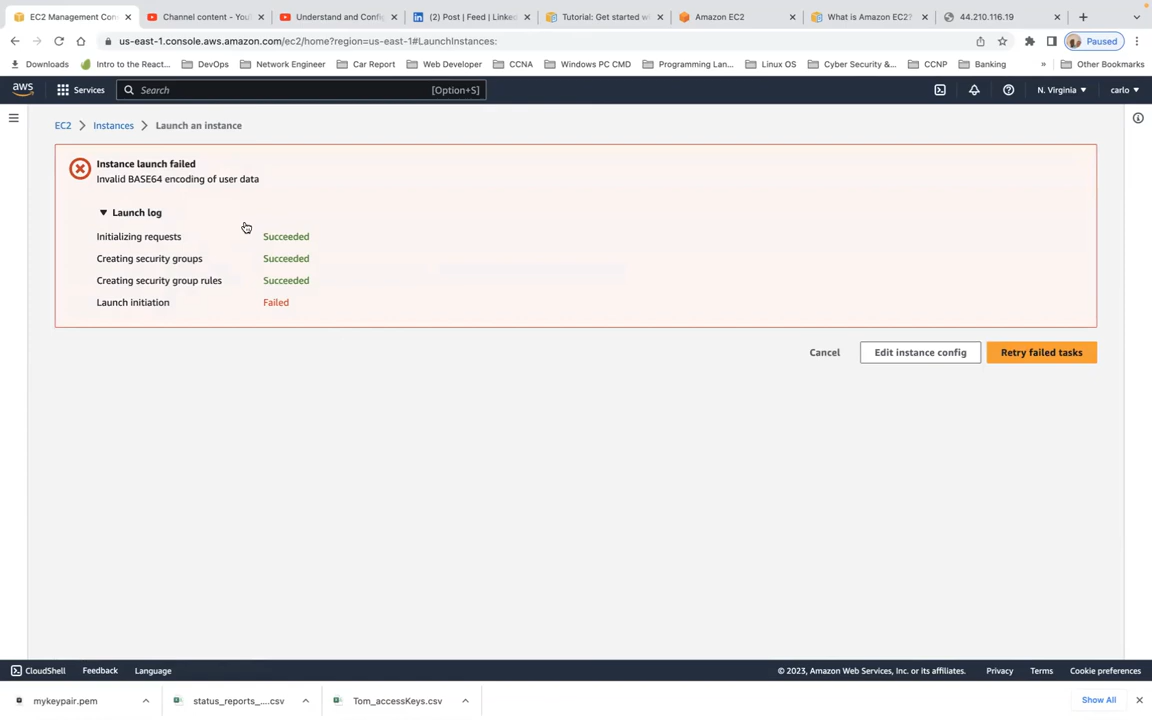 EC2 Management Con
Channel content - You
Understand and Config
(2) Post | Feed | Linked
Tutorial: Get started w
Amazon EC2
What is Amazon EC2?
44.210.116.19
us-east-1.console.aws.amazon.com/ec2/home?region=us-east-1#LaunchInstances:
Paused
Downloads
Intro to the React...
DevOps
Network Engineer
Car Report
Web Developer
CCNA
Windows PC CMD
Programming Lan...
Linux OS
Cyber Security &...
CCNP
Banking
»
Other Bookmarks
aws
Services
Search
[Option+S]
N. Virginia
carlo
EC2 > Instances > Launch an instance
Instance launch failed
Invalid BASE64 encoding of user data
Launch log
Initializing requests Succeeded
Creating security groups Succeeded
Creating security group rules Succeeded
Launch initiation Failed
Cancel
Edit instance config
Retry failed tasks
CloudShell
Feedback
Language
© 2023, Amazon Web Services, Inc. or its affiliates.
Privacy
Terms
Cookie preferences
mykeypair.pem
status_reports_....csv
Tom_accessKeys.csv
Show All